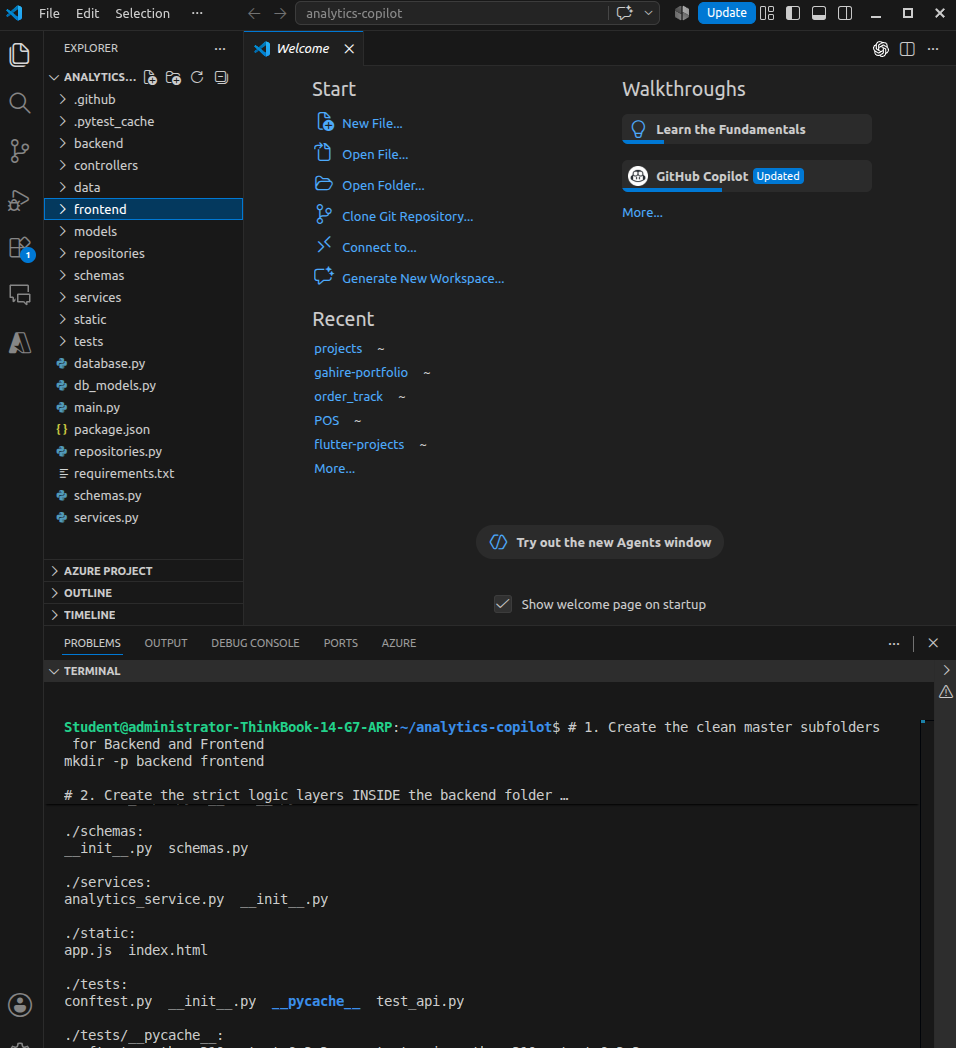 File Edit Selection ··· analytics-copilot Update
EXPLORER ···
Welcome
ANALYTICS...
.github
.pytest_cache
backend
controllers
data
frontend
models
repositories
schemas
services
static
tests
database.py
db_models.py
main.py
package.json
repositories.py
requirements.txt
schemas.py
services.py
AZURE PROJECT
OUTLINE
TIMELINE
1
Start
New File...
Open File...
Open Folder...
Clone Git Repository...
Connect to...
Generate New Workspace...
Recent
projects ~
gahire-portfolio ~
order_track ~
POS ~
flutter-projects ~
More...
Walkthroughs
Learn the Fundamentals
GitHub Copilot Updated
More...
Try out the new Agents window
Show welcome page on startup
PROBLEMS OUTPUT DEBUG CONSOLE PORTS AZURE ···
TERMINAL
Student@administrator-ThinkBook-14-G7-ARP:~/analytics-copilot$ # 1. Create the clean master subfolders
for Backend and Frontend
mkdir -p backend frontend
# 2. Create the strict logic layers INSIDE the backend folder …
./schemas:
__init__.py schemas.py
./services:
analytics_service.py __init__.py
./static:
app.js index.html
./tests:
conftest.py __init__.py __pycache__ test_api.py
./tests/__pycache__: